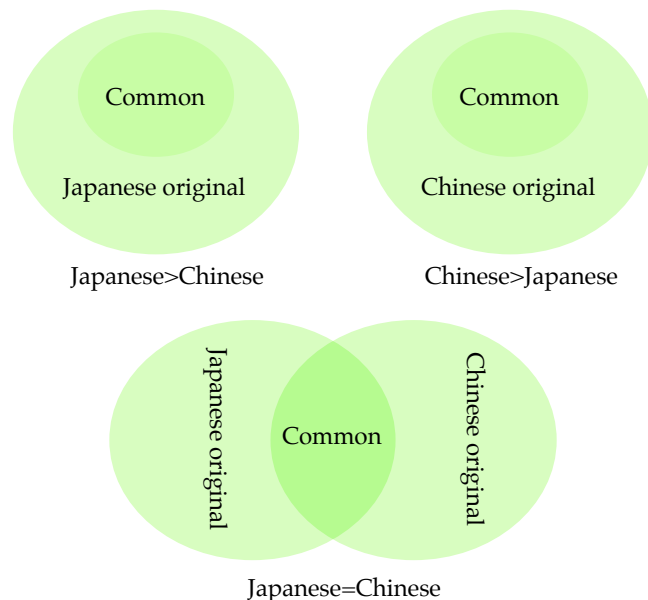 Common
Japanese original
Japanese>Chinese
Common
Chinese original
Chinese>Japanese
Japanese original
Common
Chinese original
Japanese=Chinese